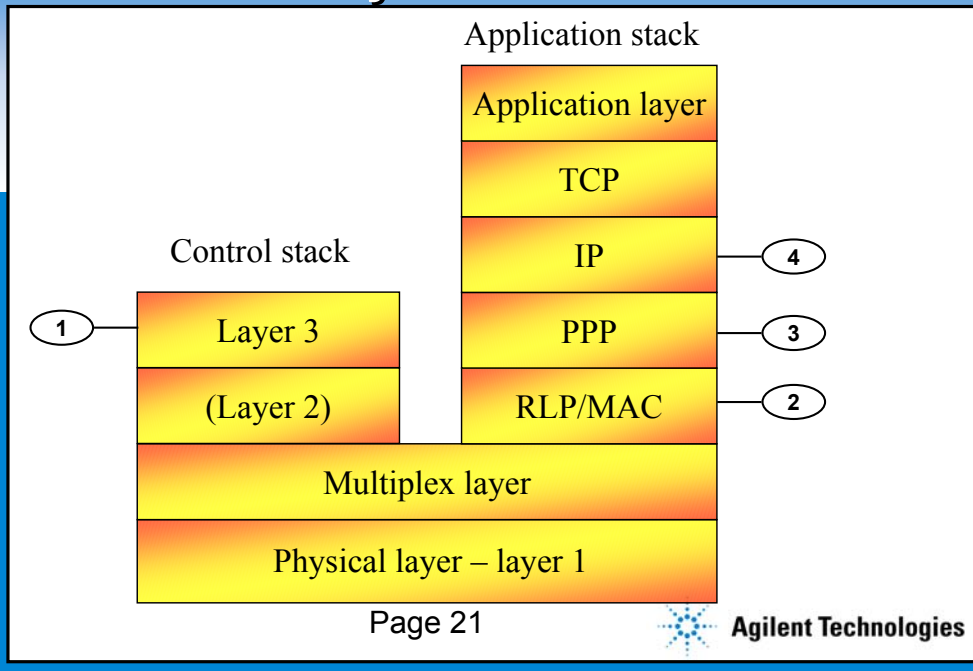 Application stack
Application layer
TCP
Control stack
IP
4
1
Layer 3
PPP
3
(Layer 2)
RLP/MAC
2
Multiplex layer
Physical layer – layer 1
Page 21
Agilent Technologies